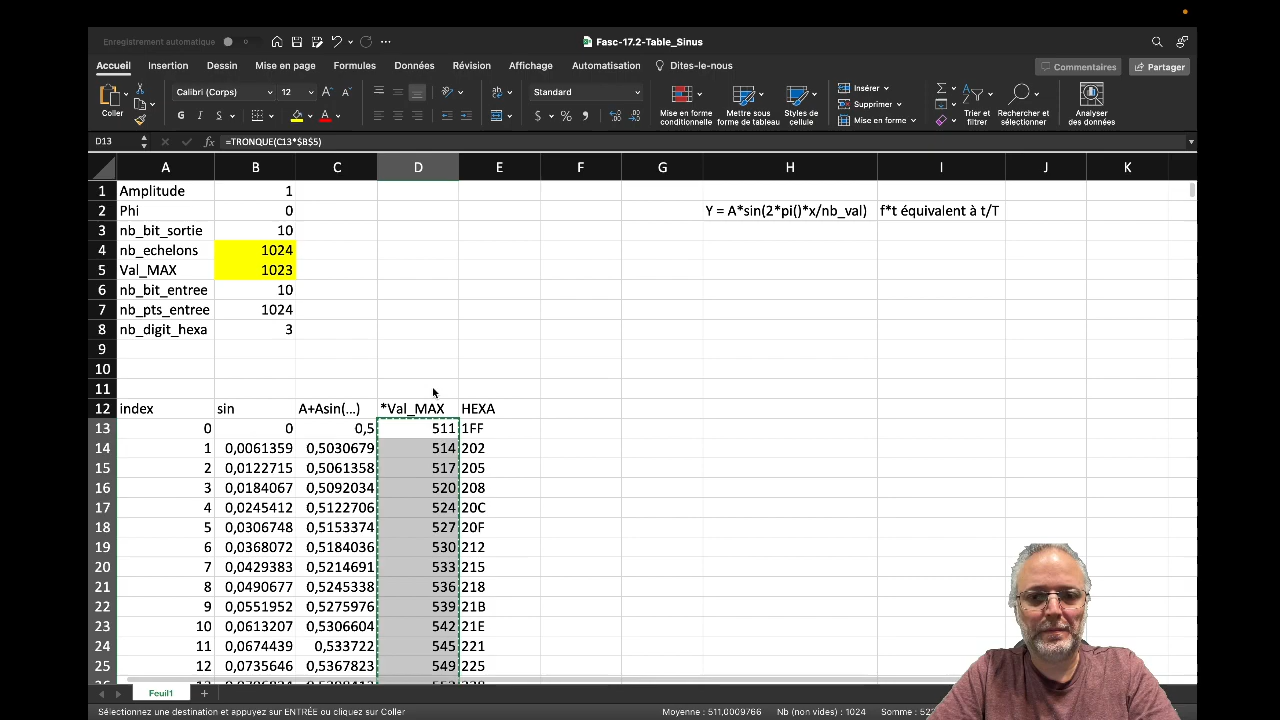 Enregistrement automatique
Fasc-17.2-Table_Sinus
Accueil Insertion Dessin Mise en page Formules Données Révision Affichage Automatisation Dites-le-nous Commentaires Partager
Coller
Calibri (Corps) 12
G I S
Standard
Mise en forme conditionnelle
Mise en forme sous forme de tableau
Styles de cellule
Insérer
Supprimer
Mise en forme
Trier et filtrer
Rechercher et sélectionner
Analyser des données
D13 =TRONQUE(C13*$B$5)
A B C D E F G H I J K
1 Amplitude 1
2 Phi 0 Y = A*sin(2*pi()*x/nb_val) f*t équivalent à t/T
3 nb_bit_sortie 10
4 nb_echelons 1024
5 Val_MAX 1023
6 nb_bit_entree 10
7 nb_pts_entree 1024
8 nb_digit_hexa 3
9
10
11
12 index sin A+Asin(...) *Val_MAX HEXA
13 0 0 0,5 511 1FF
14 1 0,0061359 0,5030679 514 202
15 2 0,0122715 0,5061358 517 205
16 3 0,0184067 0,5092034 520 208
17 4 0,0245412 0,5122706 524 20C
18 5 0,0306748 0,5153374 527 20F
19 6 0,0368072 0,5184036 530 212
20 7 0,0429383 0,5214691 533 215
21 8 0,0490677 0,5245338 536 218
22 9 0,0551952 0,5275976 539 21B
23 10 0,0613207 0,5306604 542 21E
24 11 0,0674439 0,533722 545 221
25 12 0,0735646 0,5367823 549 225
Feuil1
Sélectionnez une destination et appuyez sur ENTRÉE ou cliquez sur Coller Moyenne : 511,0009766 Nb (non vides) : 1024 Somme :